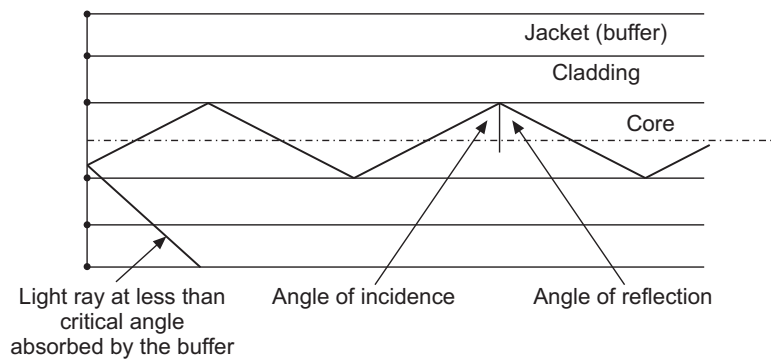 Jacket (buffer)
Cladding
Core
Light ray at less than
critical angle
absorbed by the buffer
Angle of incidence
Angle of reflection